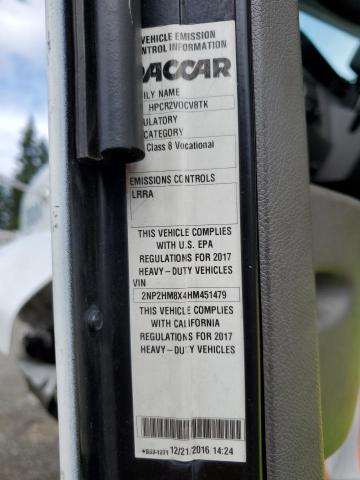 VEHICLE EMISSION
CONTROL INFORMATION
PACCAR
ILY NAME
HPCR2VOCV8TK
ULATORY
CATEGORY
Class 8 Vocational
EMISSIONS CONTROLS
LRRA
THIS VEHICLE COMPLIES
WITH U.S. EPA
REGULATIONS FOR 2017
HEAVY-DUTY VEHICLES
VIN
2NP2HM8X4HM451479
THIS VEHICLE COMPLIES
WITH CALIFORNIA
REGULATIONS FOR 2017
HEAVY-DUTY VEHICLES
12/21/2016 14:24